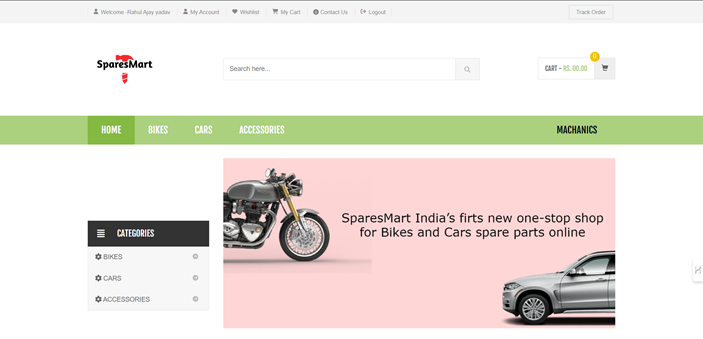 Welcome -Rahul Ajay yadav My Account Wishlist My Cart Contact Us Logout Track Order
SparesMart
Search here...
CART - RS. 00.00
0
HOME BIKES CARS ACCESSORIES MACHANICS
SparesMart India's firts new one-stop shop
for Bikes and Cars spare parts online
CATEGORIES
BIKES
CARS
ACCESSORIES